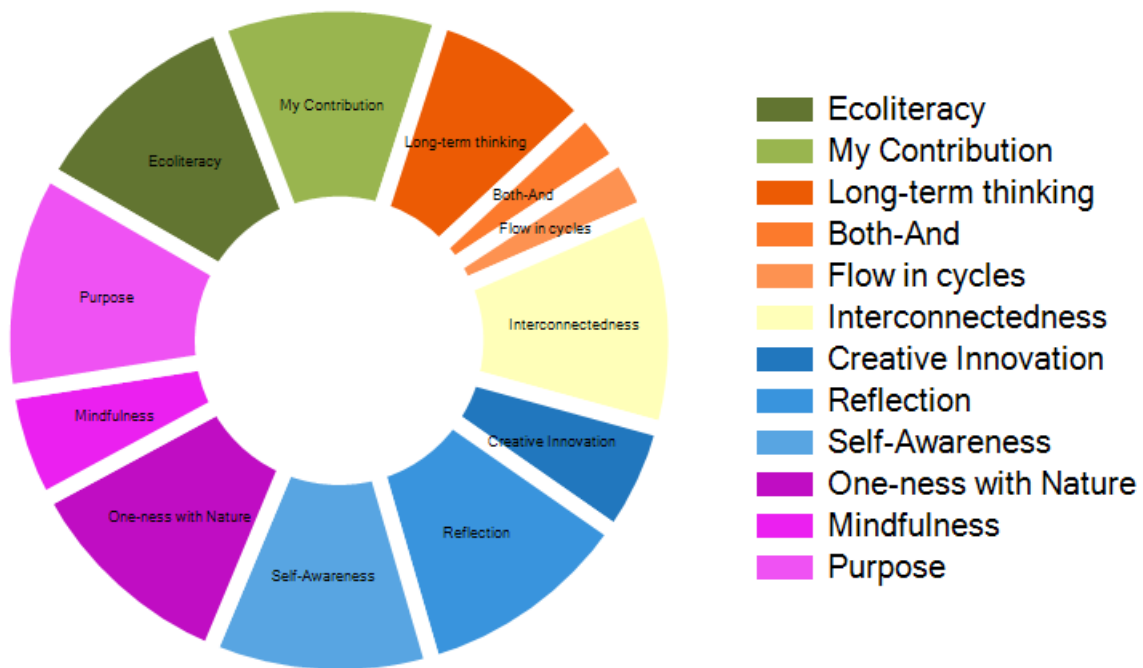 My Contribution
Long-term thinking
Ecoliteracy
Both-And
Flow in cycles
Purpose
Interconnectedness
Mindfulness
Creative Innovation
One-ness with Nature
Reflection
Self-Awareness
Ecoliteracy
My Contribution
Long-term thinking
Both-And
Flow in cycles
Interconnectedness
Creative Innovation
Reflection
Self-Awareness
One-ness with Nature
Mindfulness
Purpose